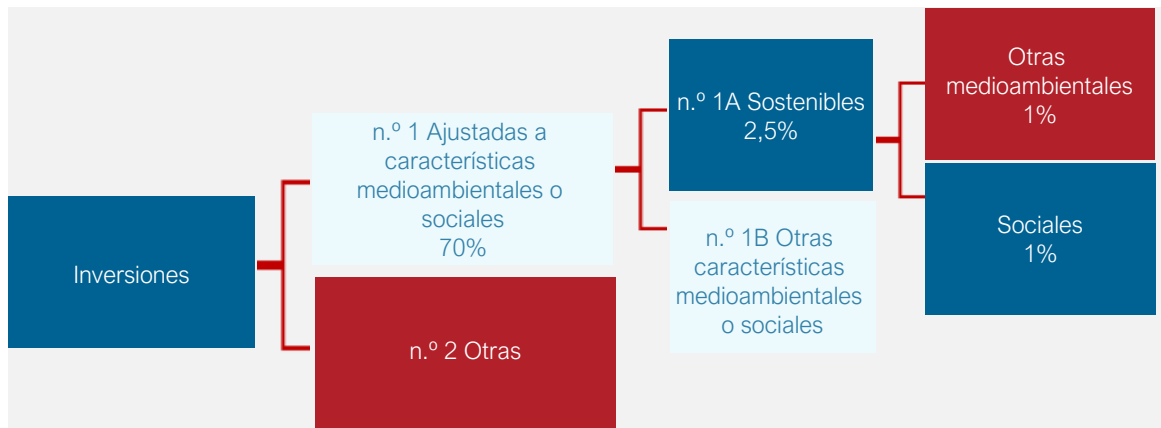 Inversiones
n.º 1 Ajustadas a
características
medioambientales o
sociales
70%
n.º 2 Otras
n.º 1A Sostenibles
2,5%
n.º 1B Otras
características
medioambientales
o sociales
Otras
medioambientales
1%
Sociales
1%